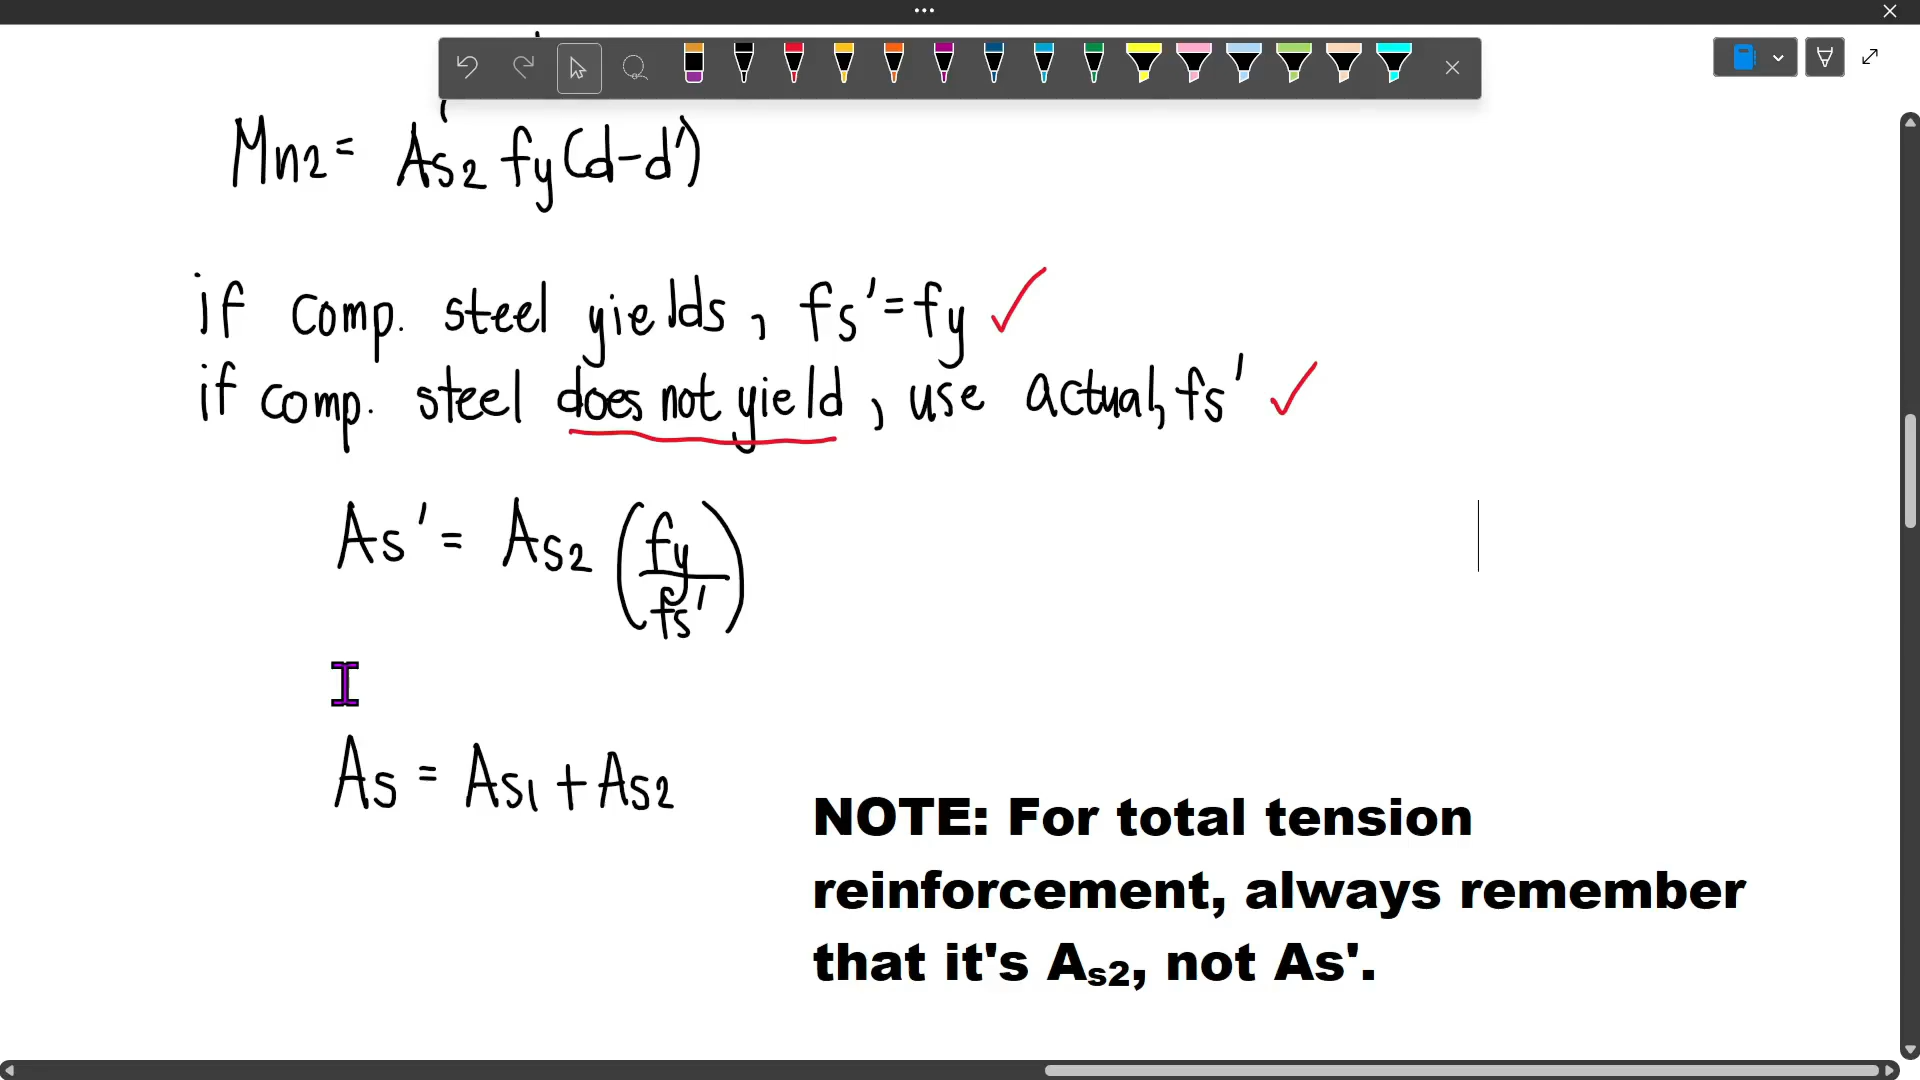 Mn2 = As2 fy (d-d')
if comp. steel yields, fs' = fy ✓
if comp. steel does not yield, use actual, fs' ✓
As' = As2 (fy/fs')
As = As1 + As2
NOTE: For total tension
reinforcement, always remember
that it's As2, not As'.